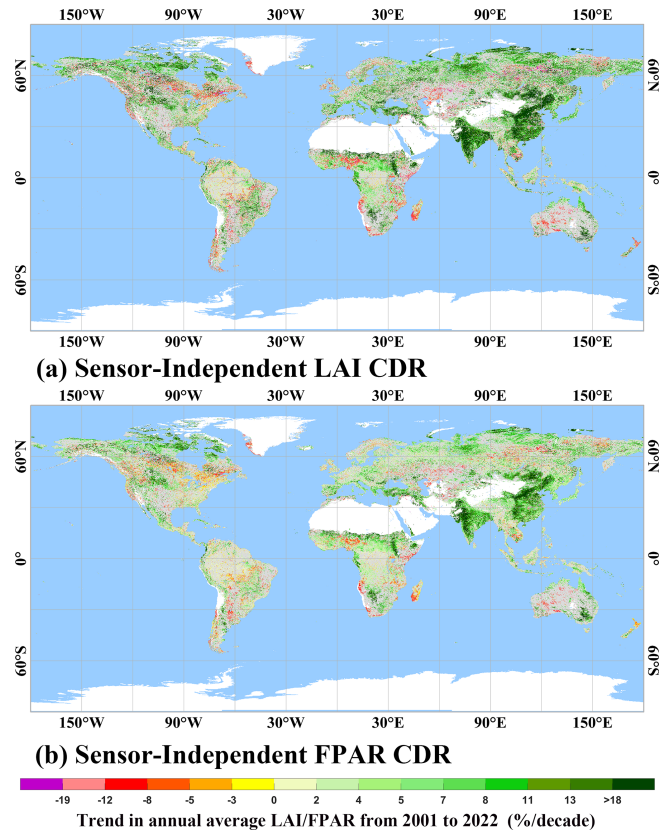 150°W 90°W 30°W 30°E 90°E 150°E
60°N 60°N
0° 0°
60°S 60°S
150°W 90°W 30°W 30°E 90°E 150°E
(a) Sensor-Independent LAI CDR
150°W 90°W 30°W 30°E 90°E 150°E
60°N 60°N
0° 0°
60°S 60°S
150°W 90°W 30°W 30°E 90°E 150°E
(b) Sensor-Independent FPAR CDR
-19 -12 -8 -5 -3 0 2 4 5 7 8 11 13 >18
Trend in annual average LAI/FPAR from 2001 to 2022 (%/decade)